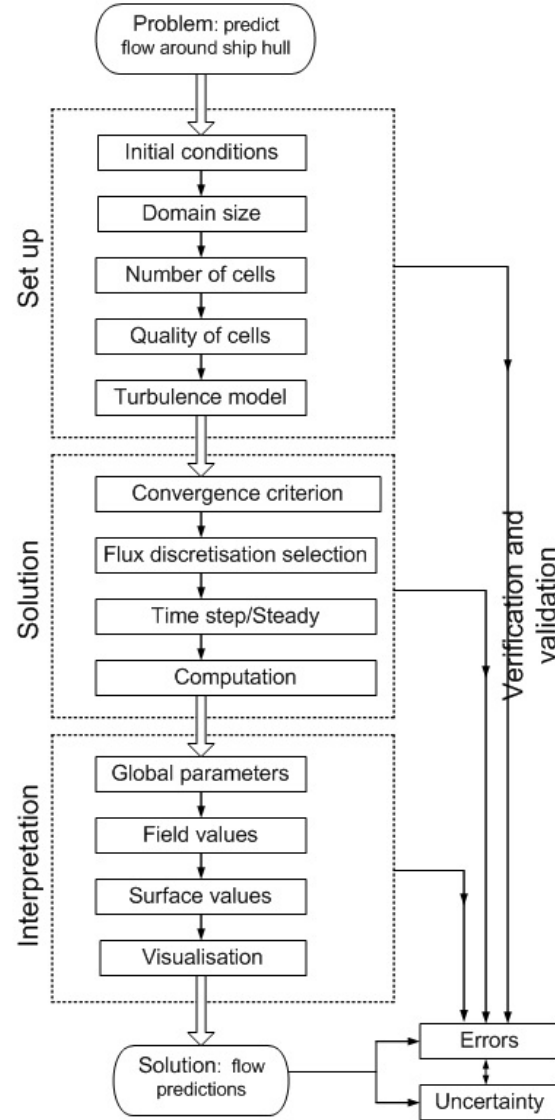 Problem: predict
flow around ship hull
Set up
Initial conditions
Domain size
Number of cells
Quality of cells
Turbulence model
Solution
Convergence criterion
Flux discretisation selection
Time step/Steady
Computation
Verification and
validation
Interpretation
Global parameters
Field values
Surface values
Visualisation
Solution: flow
predictions
Errors
Uncertainty